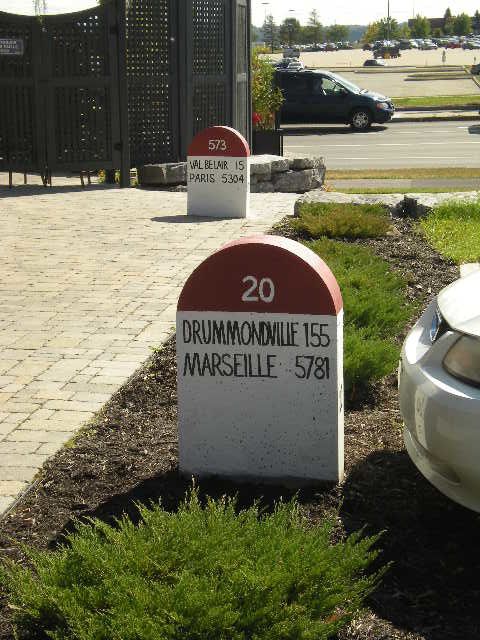 573
VAL BELAIR 15
PARIS 5304
20
DRUMMONDVILLE 155
MARSEILLE 5781